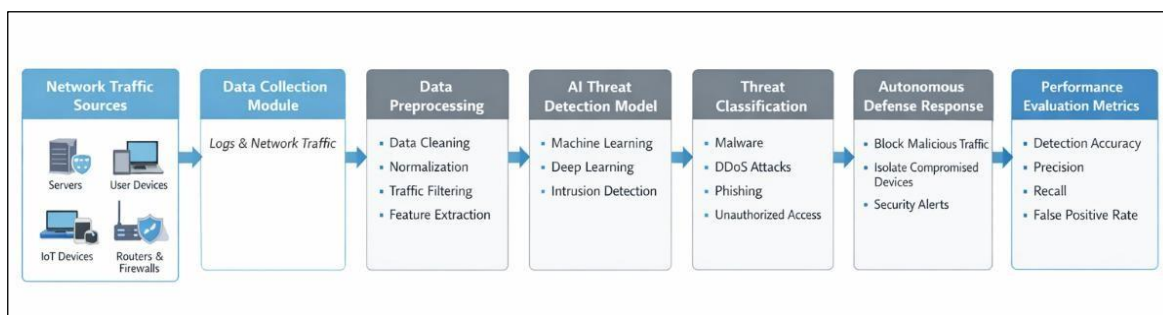 Network Traffic
Sources
Servers
User Devices
IoT Devices
Routers &
Firewalls
Data Collection
Module
Logs & Network Traffic
Data
Preprocessing
Data Cleaning
Normalization
Traffic Filtering
Feature Extraction
AI Threat
Detection Model
Machine Learning
Deep Learning
Intrusion Detection
Threat
Classification
Malware
DDoS Attacks
Phishing
Unauthorized Access
Autonomous
Defense Response
Block Malicious Traffic
Isolate Compromised
Devices
Security Alerts
Performance
Evaluation Metrics
Detection Accuracy
Precision
Recall
False Positive Rate